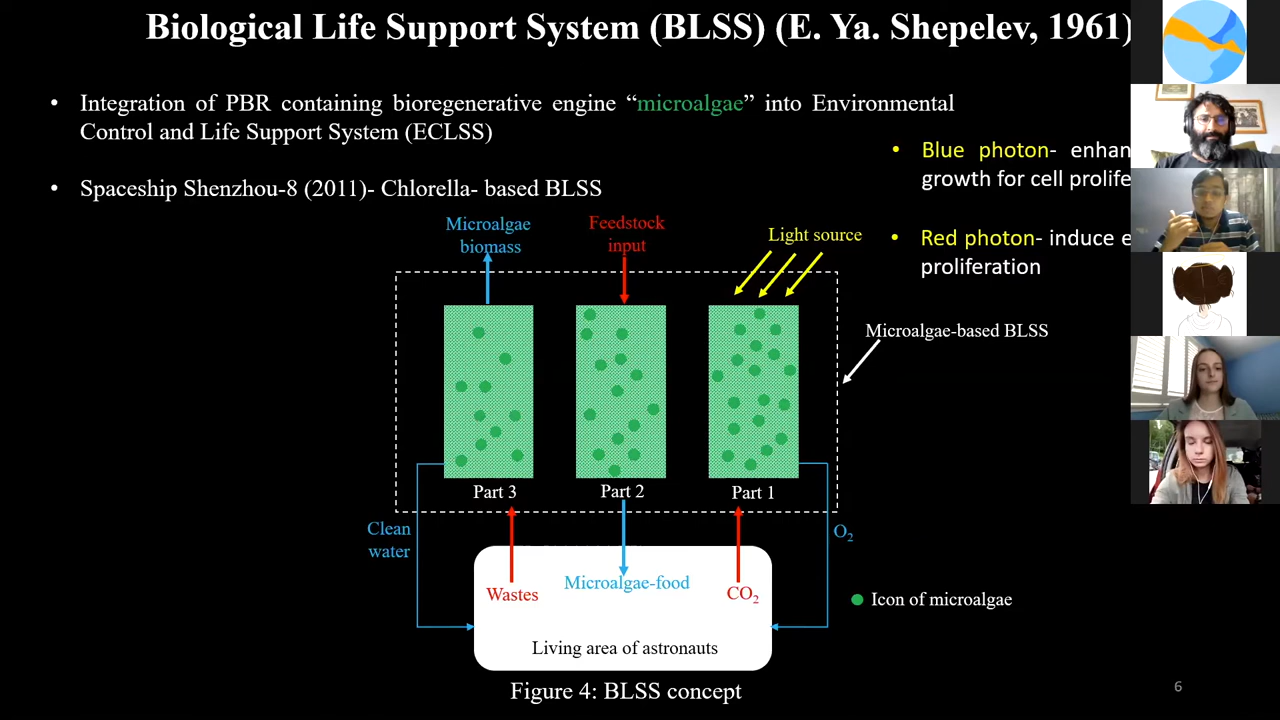 Biological Life Support System (BLSS) (E. Ya. Shepelev, 1961)
• Integration of PBR containing bioregenerative engine “microalgae” into Environmental
Control and Life Support System (ECLSS)
• Spaceship Shenzhou-8 (2011)- Chlorella- based BLSS
• Blue photon-
growth for cell
• Red photon- induce
proliferation
Microalgae
biomass
Feedstock
input
Light source
Microalgae-based BLSS
Part 3
Part 2
Part 1
Clean
water
O₂
Wastes
Microalgae-food
CO₂
Living area of astronauts
Icon of microalgae
Figure 4: BLSS concept
6